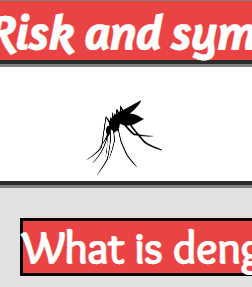 Risk and sym
What is deng